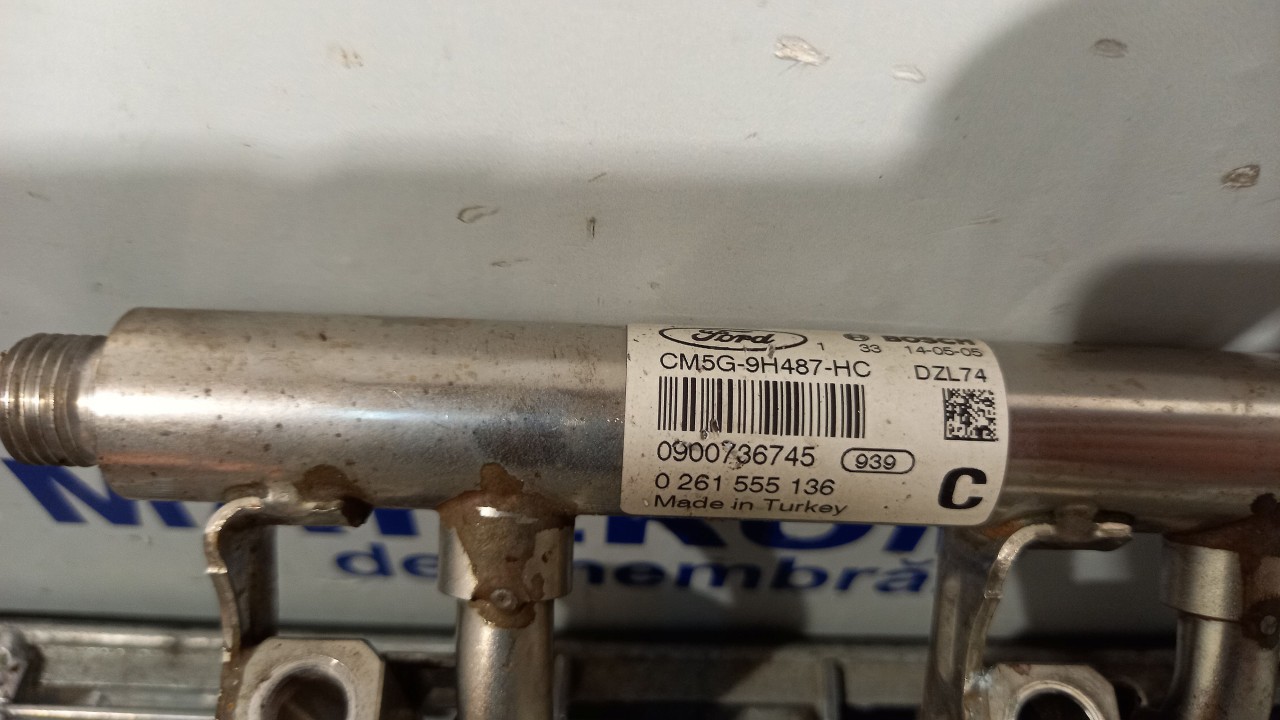 Ford BOSCH
1 33 14-05-05
CM5G-9H487-HC DZL74
0900736745 939
0 261 555 136 C
Made in Turkey